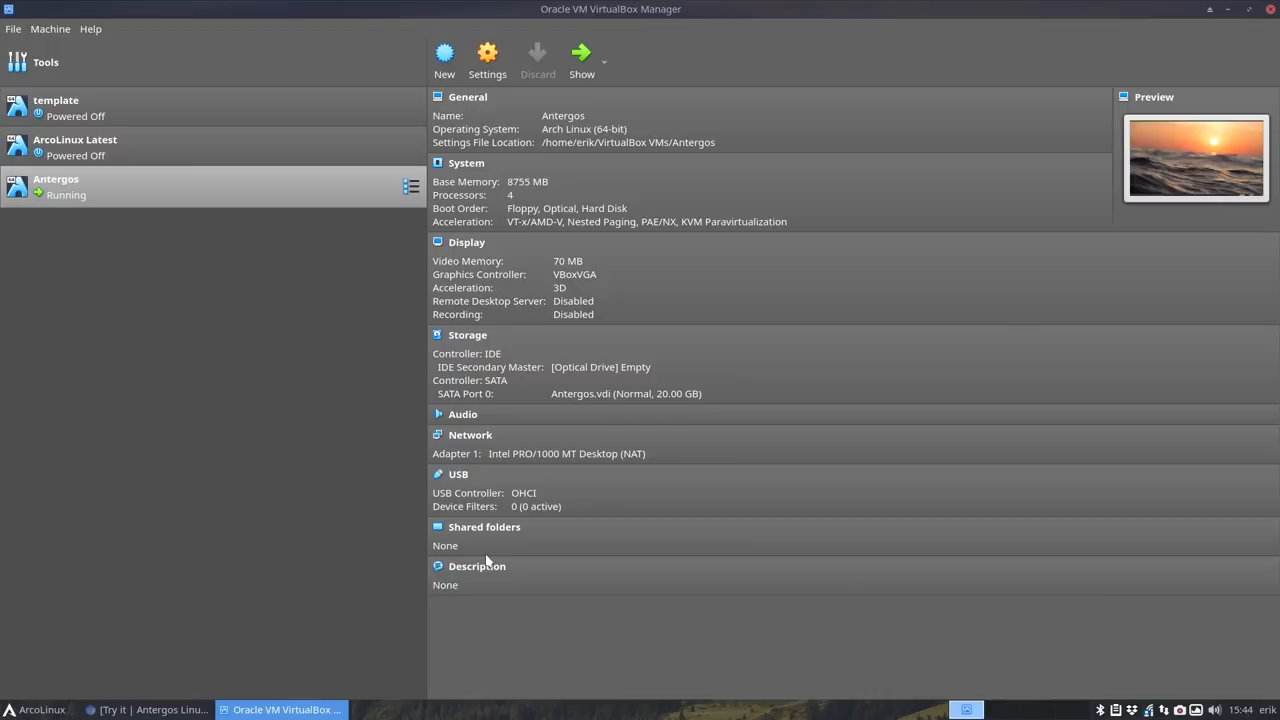 Oracle VM VirtualBox Manager
File Machine Help
Tools
New Settings Discard Show
template
Powered Off
ArcoLinux Latest
Powered Off
Antergos
Running
General
Name: Antergos
Operating System: Arch Linux (64-bit)
Settings File Location: /home/erik/VirtualBox VMs/Antergos
System
Base Memory: 8755 MB
Processors: 4
Boot Order: Floppy, Optical, Hard Disk
Acceleration: VT-x/AMD-V, Nested Paging, PAE/NX, KVM Paravirtualization
Display
Video Memory: 70 MB
Graphics Controller: VBoxVGA
Acceleration: 3D
Remote Desktop Server: Disabled
Recording: Disabled
Storage
Controller: IDE
IDE Secondary Master: [Optical Drive] Empty
Controller: SATA
SATA Port 0: Antergos.vdi (Normal, 20.00 GB)
Audio
Network
Adapter 1: Intel PRO/1000 MT Desktop (NAT)
USB
USB Controller: OHCI
Device Filters: 0 (0 active)
Shared folders
None
Description
None
Preview
ArcoLinux [Try it | Antergos Linu... Oracle VM VirtualBox ... 15:44 erik